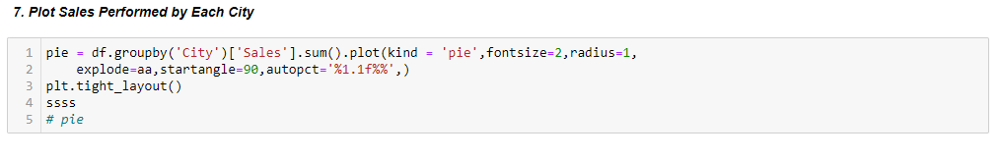 7. Plot Sales Performed by Each City
1 pie = df.groupby('City')['Sales'].sum().plot(kind = 'pie',fontsize=2,radius=1,
2     explode=aa,startangle=90,autopct='%1.1f%%',)
3 plt.tight_layout()
4 ssss
5 # pie